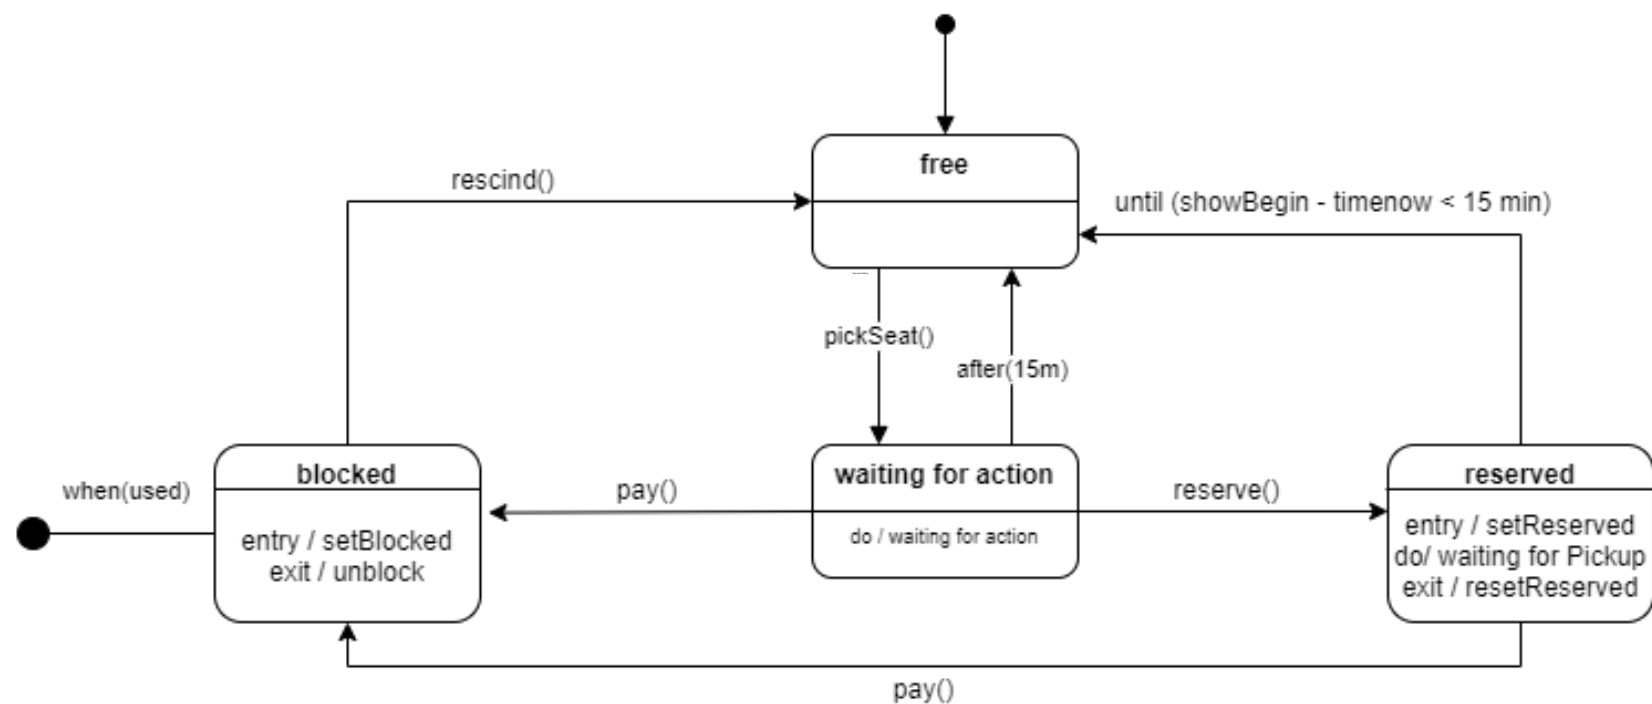 free
rescind()
until (showBegin - timenow < 15 min)
pickSeat()
after(15m)
blocked
waiting for action
reserved
when(used)
pay()
reserve()
entry / setBlocked
exit / unblock
do / waiting for action
entry / setReserved
do/ waiting for Pickup
exit / resetReserved
pay()